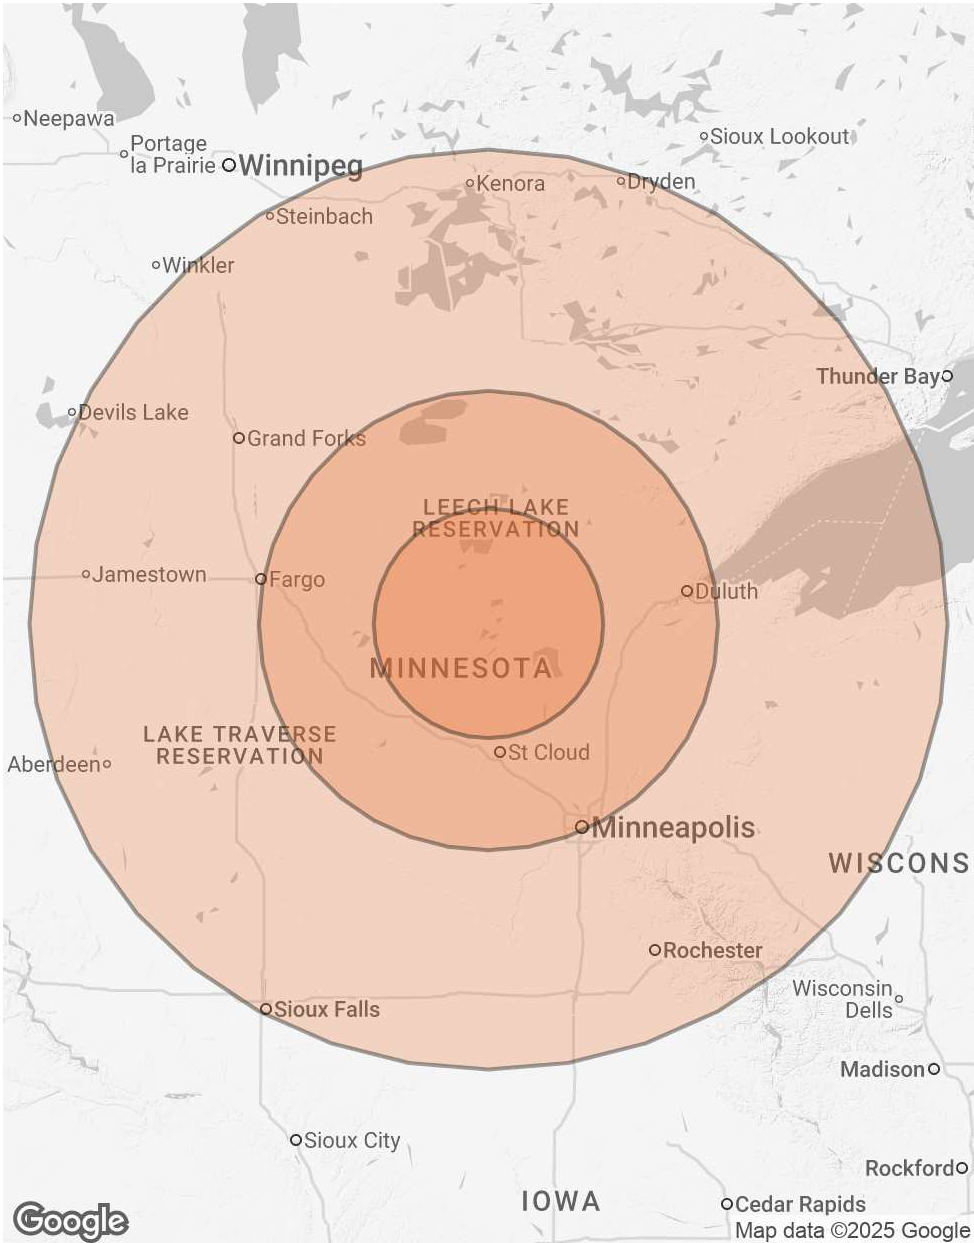 Neepawa
Sioux Lookout
Portage
la Prairie
Winnipeg
Kenora
Dryden
Steinbach
Winkler
Thunder Bay
Devils Lake
Grand Forks
LEECH LAKE
RESERVATION
Jamestown
Fargo
Duluth
MINNESOTA
LAKE TRAVERSE
RESERVATION
St Cloud
Aberdeen
Minneapolis
WISCONS
Rochester
Wisconsin
Dells
Sioux Falls
Madison
Sioux City
Rockford
IOWA
Cedar Rapids
Google
Map data ©2025 Google